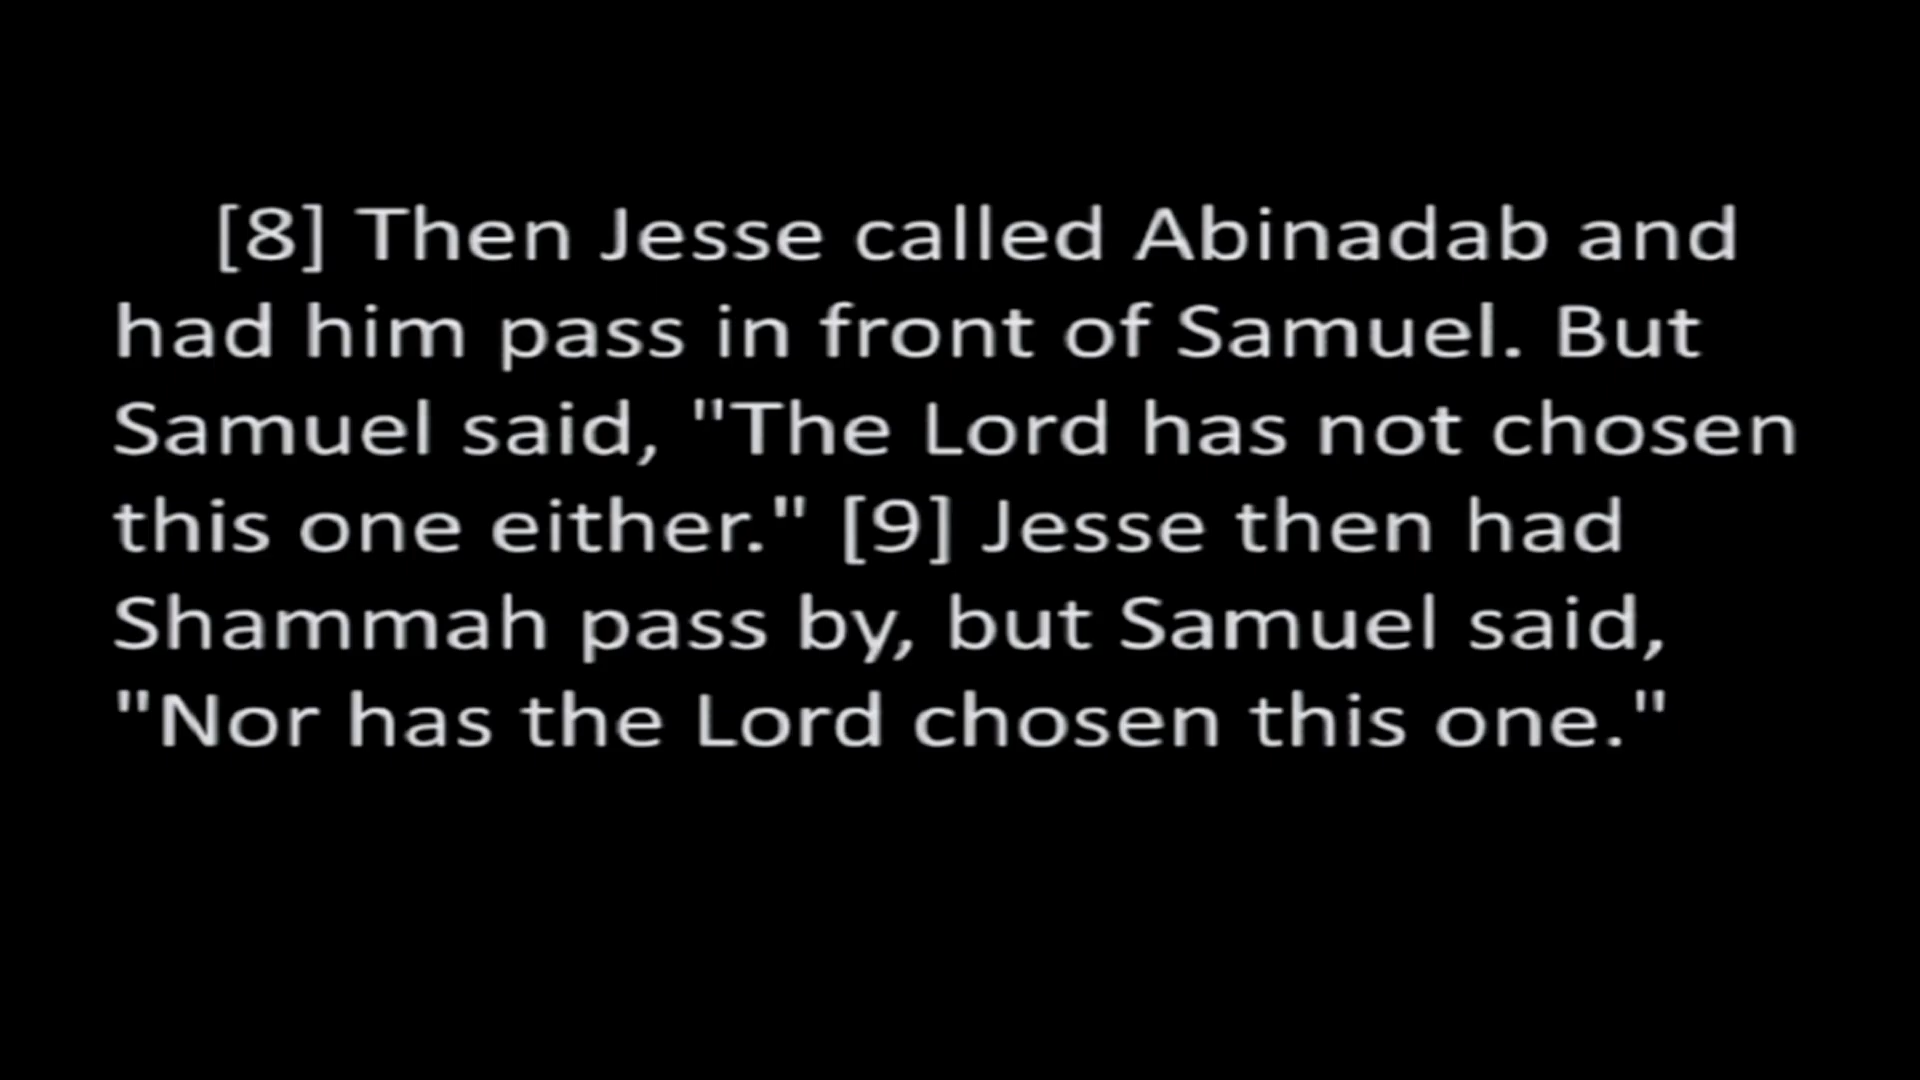 [8] Then Jesse called Abinadab and
had him pass in front of Samuel. But
Samuel said, "The Lord has not chosen
this one either." [9] Jesse then had
Shammah pass by, but Samuel said,
"Nor has the Lord chosen this one."